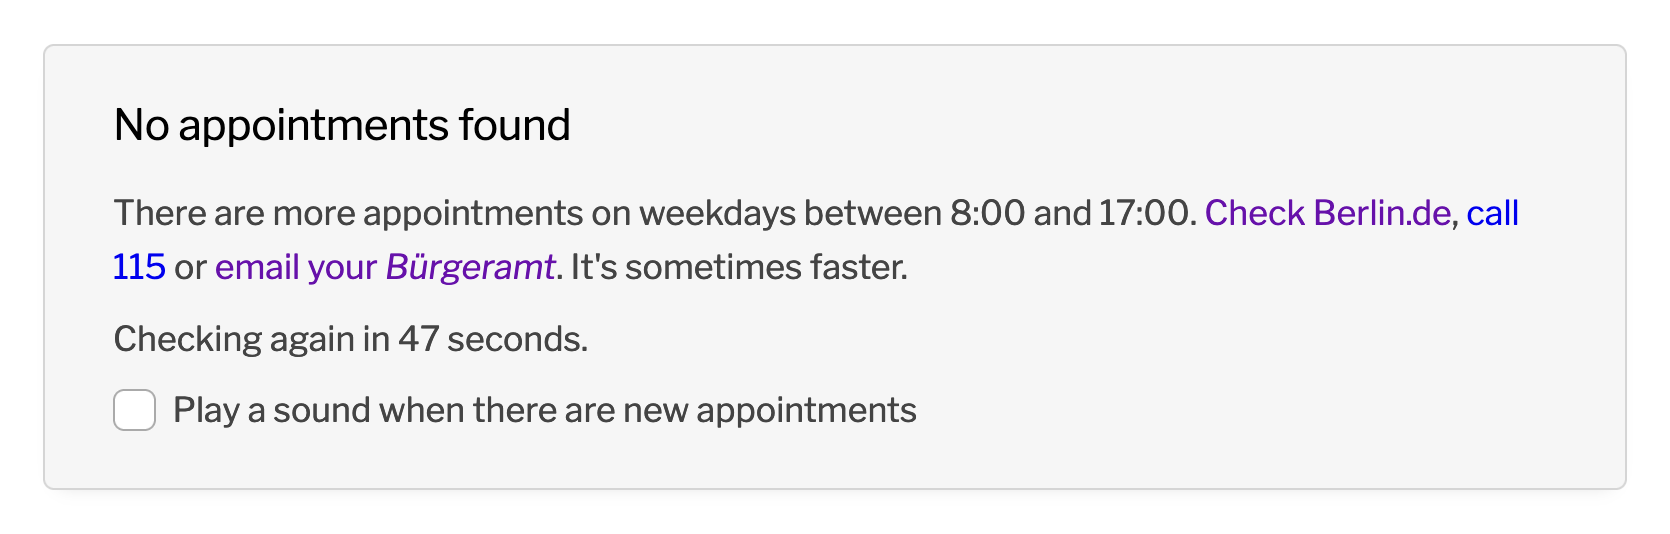 No appointments found
There are more appointments on weekdays between 8:00 and 17:00. Check Berlin.de, call
115 or email your Bürgeramt. It's sometimes faster.
Checking again in 47 seconds.
Play a sound when there are new appointments